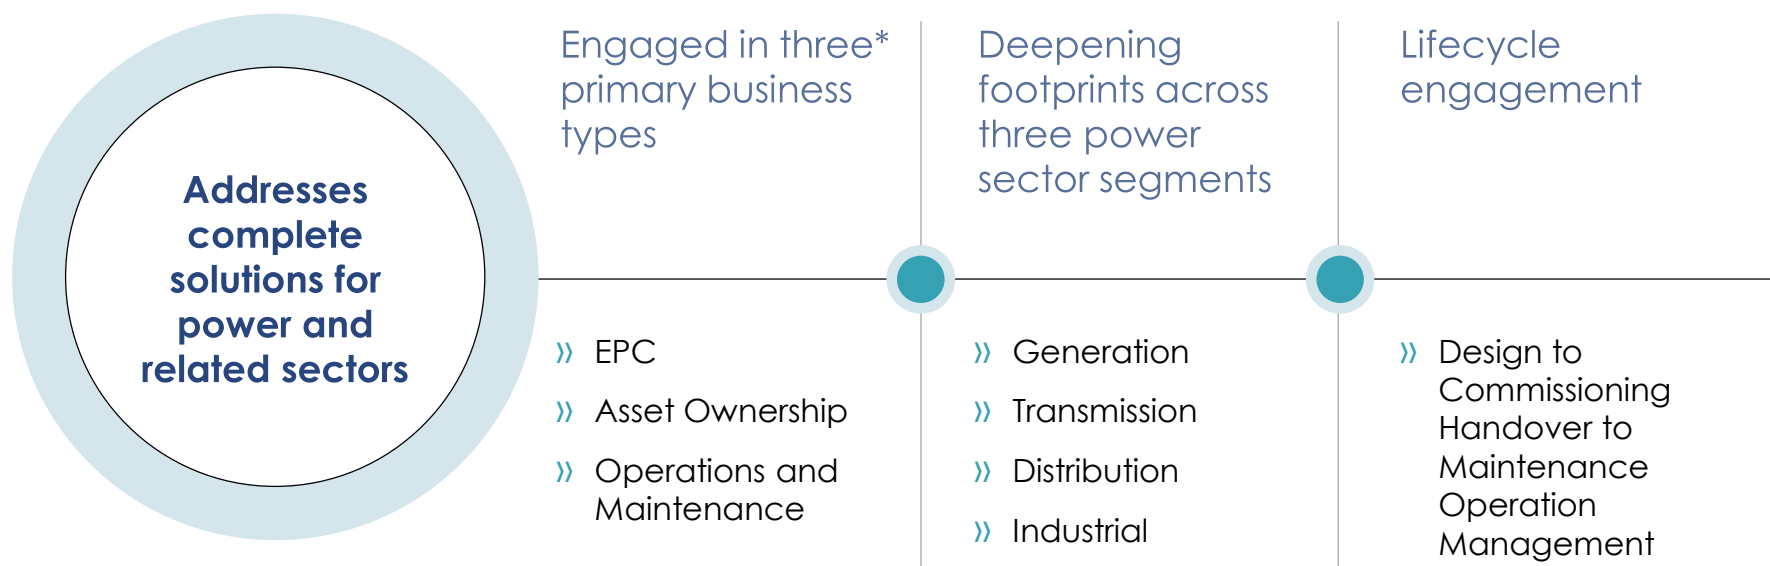 Addresses
complete
solutions for
power and
related sectors
Engaged in three*
primary business
types
» EPC
» Asset Ownership
» Operations and
Maintenance
Deepening
footprints across
three power
sector segments
» Generation
» Transmission
» Distribution
» Industrial
Lifecycle
engagement
» Design to
Commissioning
Handover to
Maintenance
Operation
Management